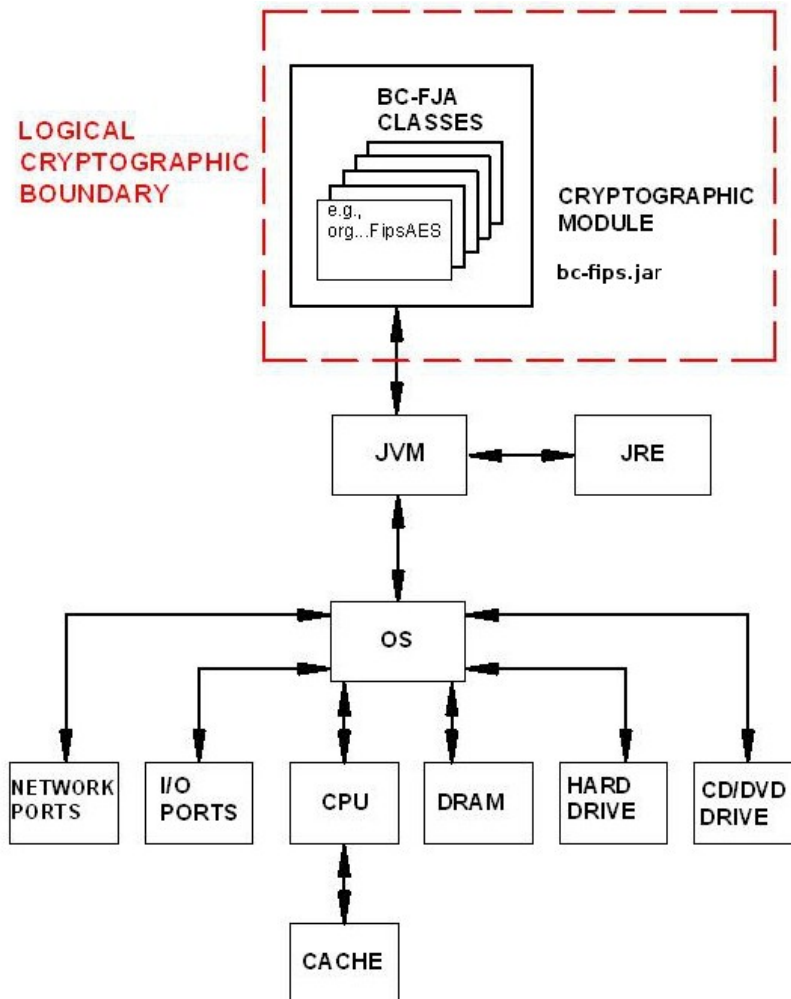 BC-FJA
CLASSES
LOGICAL
CRYPTOGRAPHIC
BOUNDARY
e.g.,
org...FipsAES
CRYPTOGRAPHIC
MODULE
bc-fips.jar
JVM
JRE
OS
NETWORK
PORTS
I/O
PORTS
CPU
DRAM
HARD
DRIVE
CD/DVD
DRIVE
CACHE